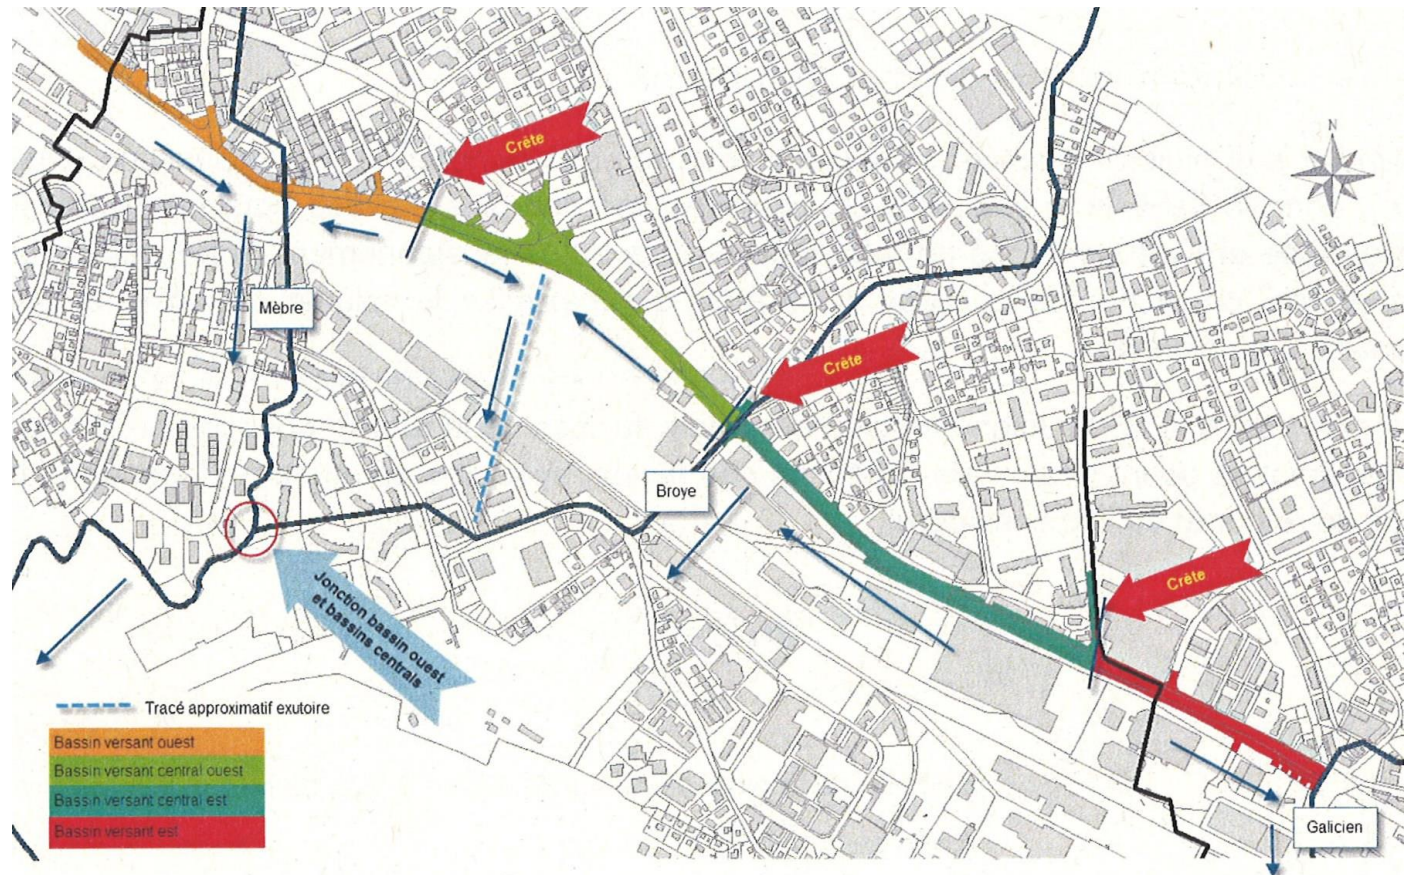 N
Crête
Mèbre
Crête
Broye
Crête
Jonction bassin ouest
et bassins centrals
Tracé approximatif exutoire
Bassin versant ouest
Bassin versant central ouest
Bassin versant central est
Bassin versant est
Galicien